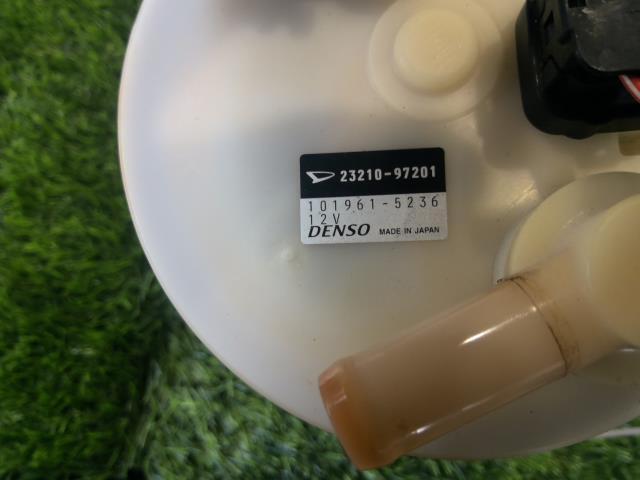 23210-97201
101961-5236
12V
DENSO MADE IN JAPAN